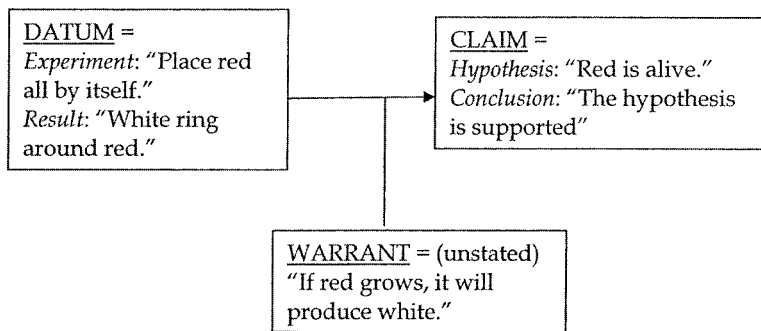 DATUM =
Experiment: “Place red
all by itself.”
Result: “White ring
around red.”
CLAIM =
Hypothesis: “Red is alive.”
Conclusion: “The hypothesis
is supported”
WARRANT = (unstated)
“If red grows, it will
produce white.”